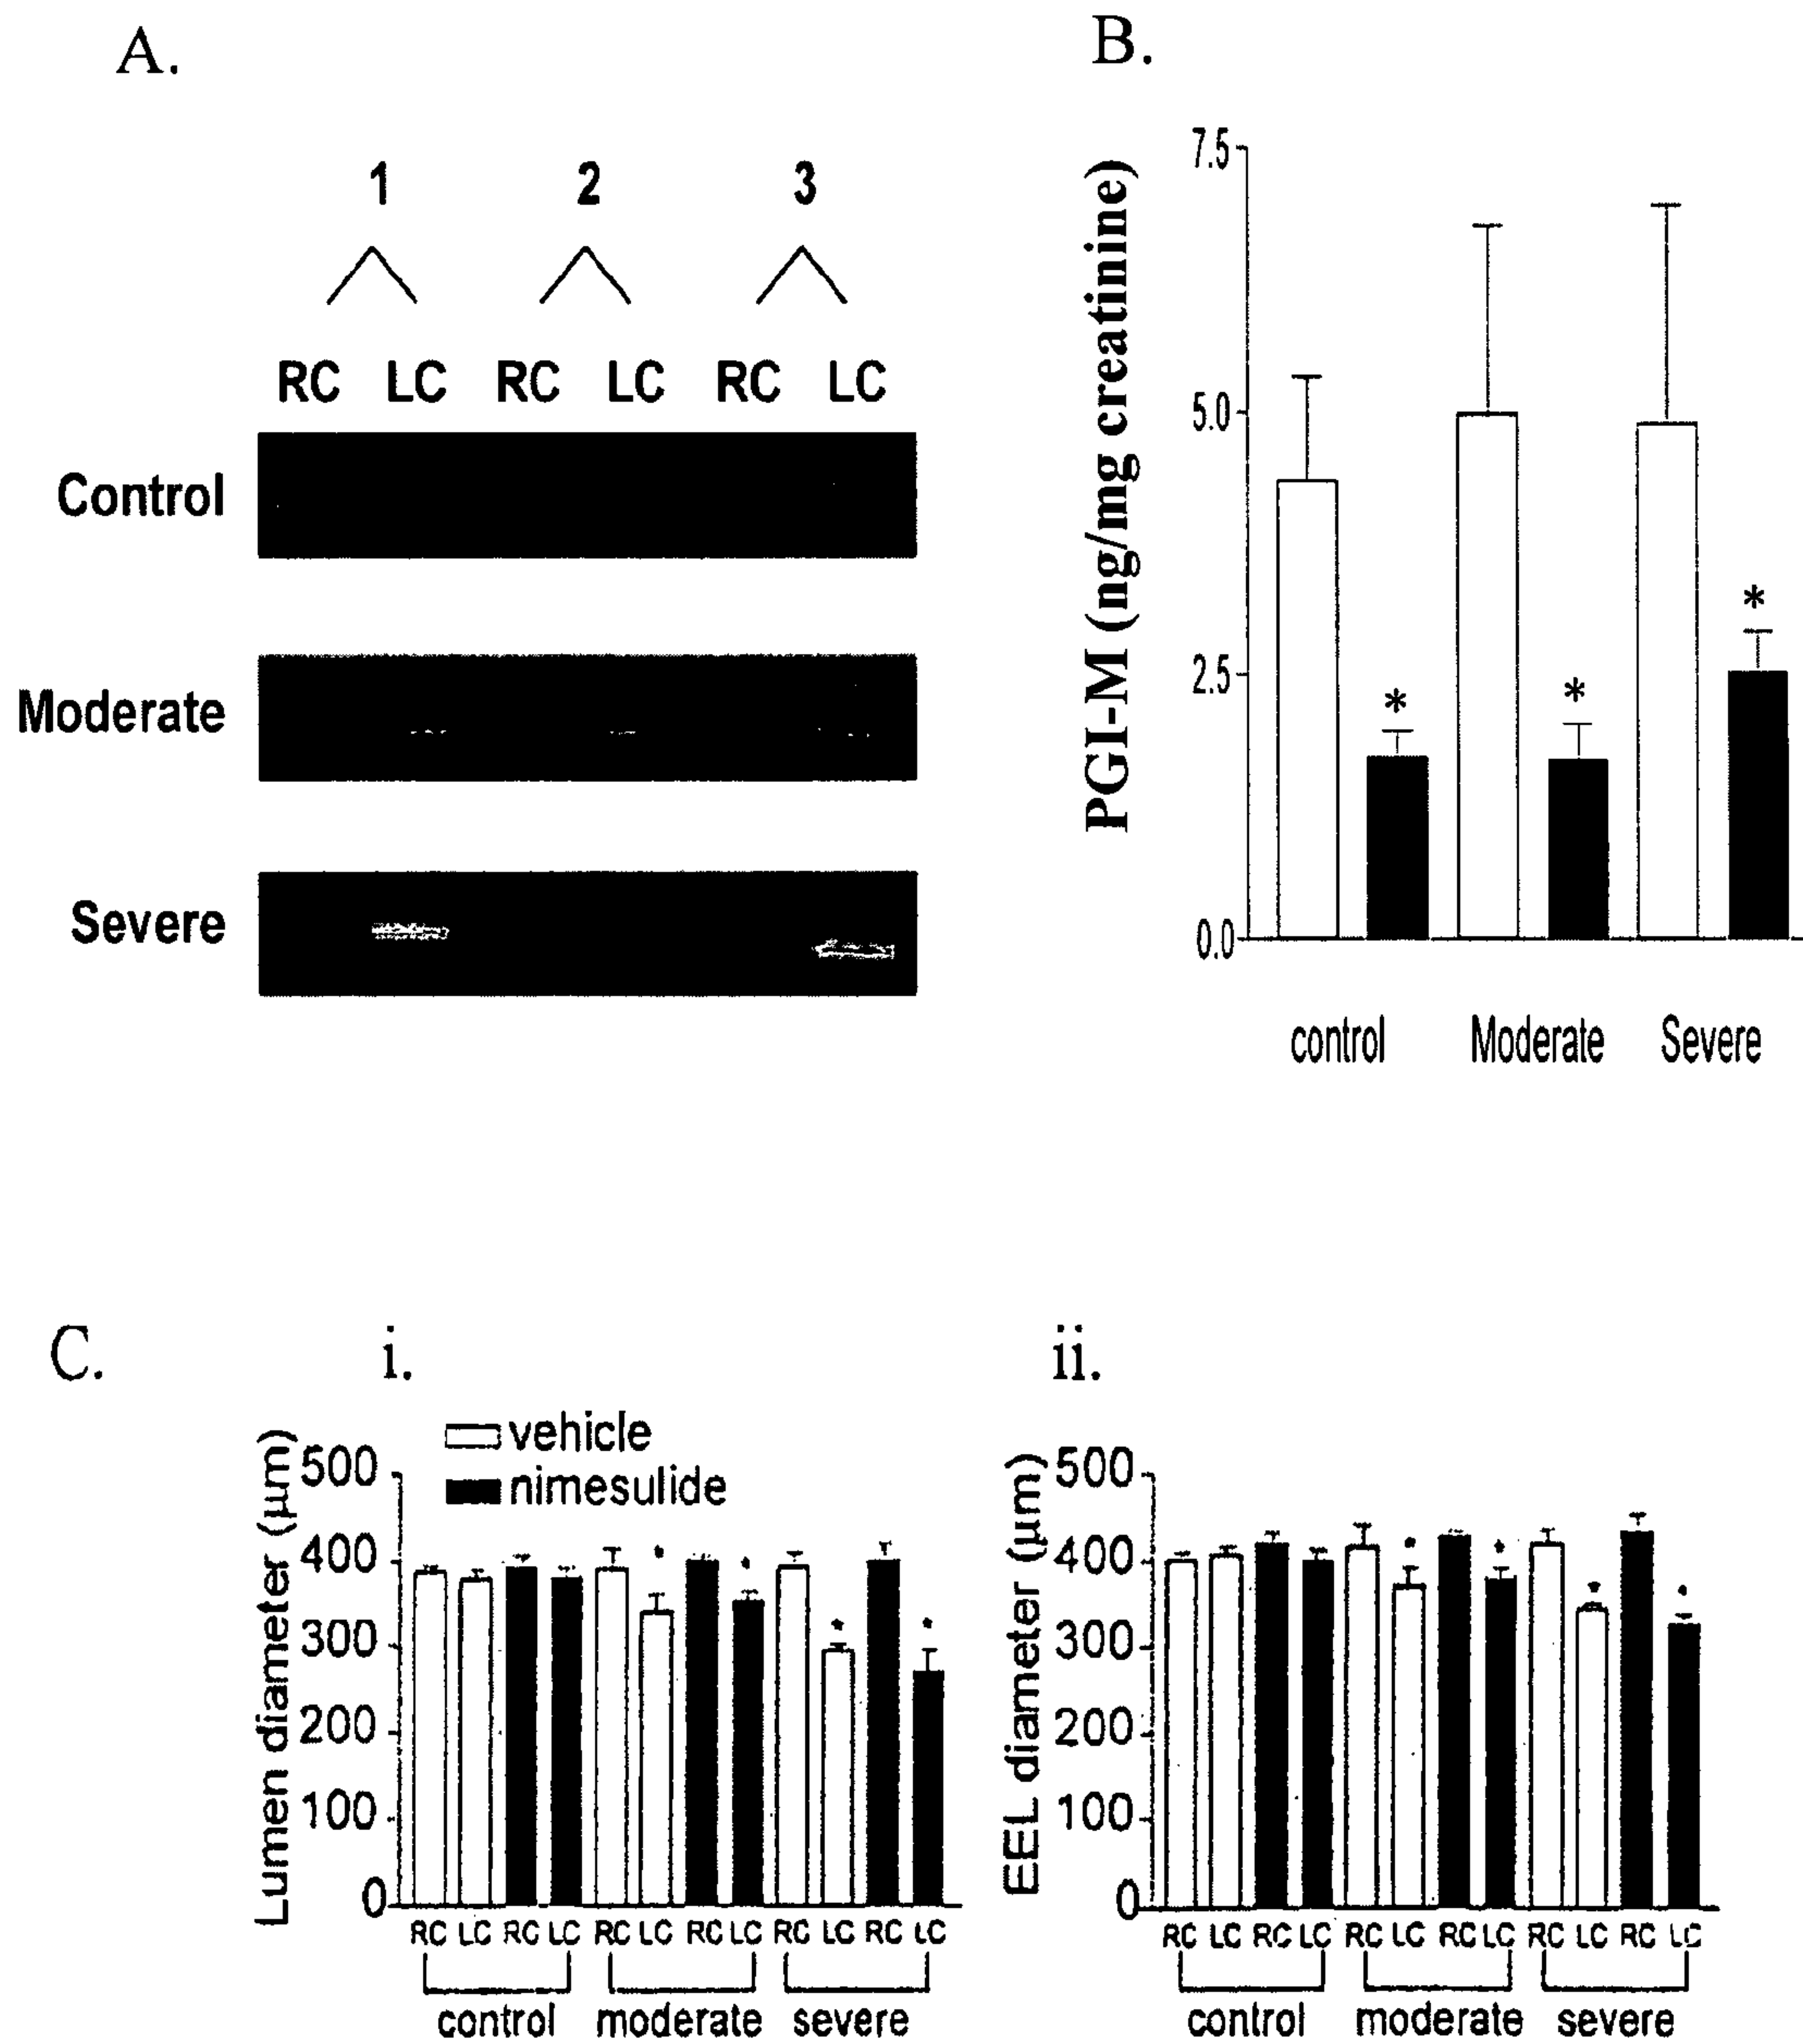 A.
1 2 3
RC LC RC LC RC LC
Control
Moderate
Severe
B.
PGI-M (ng/mg creatinine)
7.5
5.0
2.5
0.0
*
*
*
control Moderate Severe
C.
i.
vehicle
nimesulide
Lumen diameter (µm)
500
400
300
200
100
0
* * * *
RC LC RC LC RC LC RC LC RC LC RC LC
control moderate severe
ii.
EEL diameter (µm)
500
400
300
200
100
0
* * * *
RC LC RC LC RC LC RC LC RC LC RC LC
control moderate severe